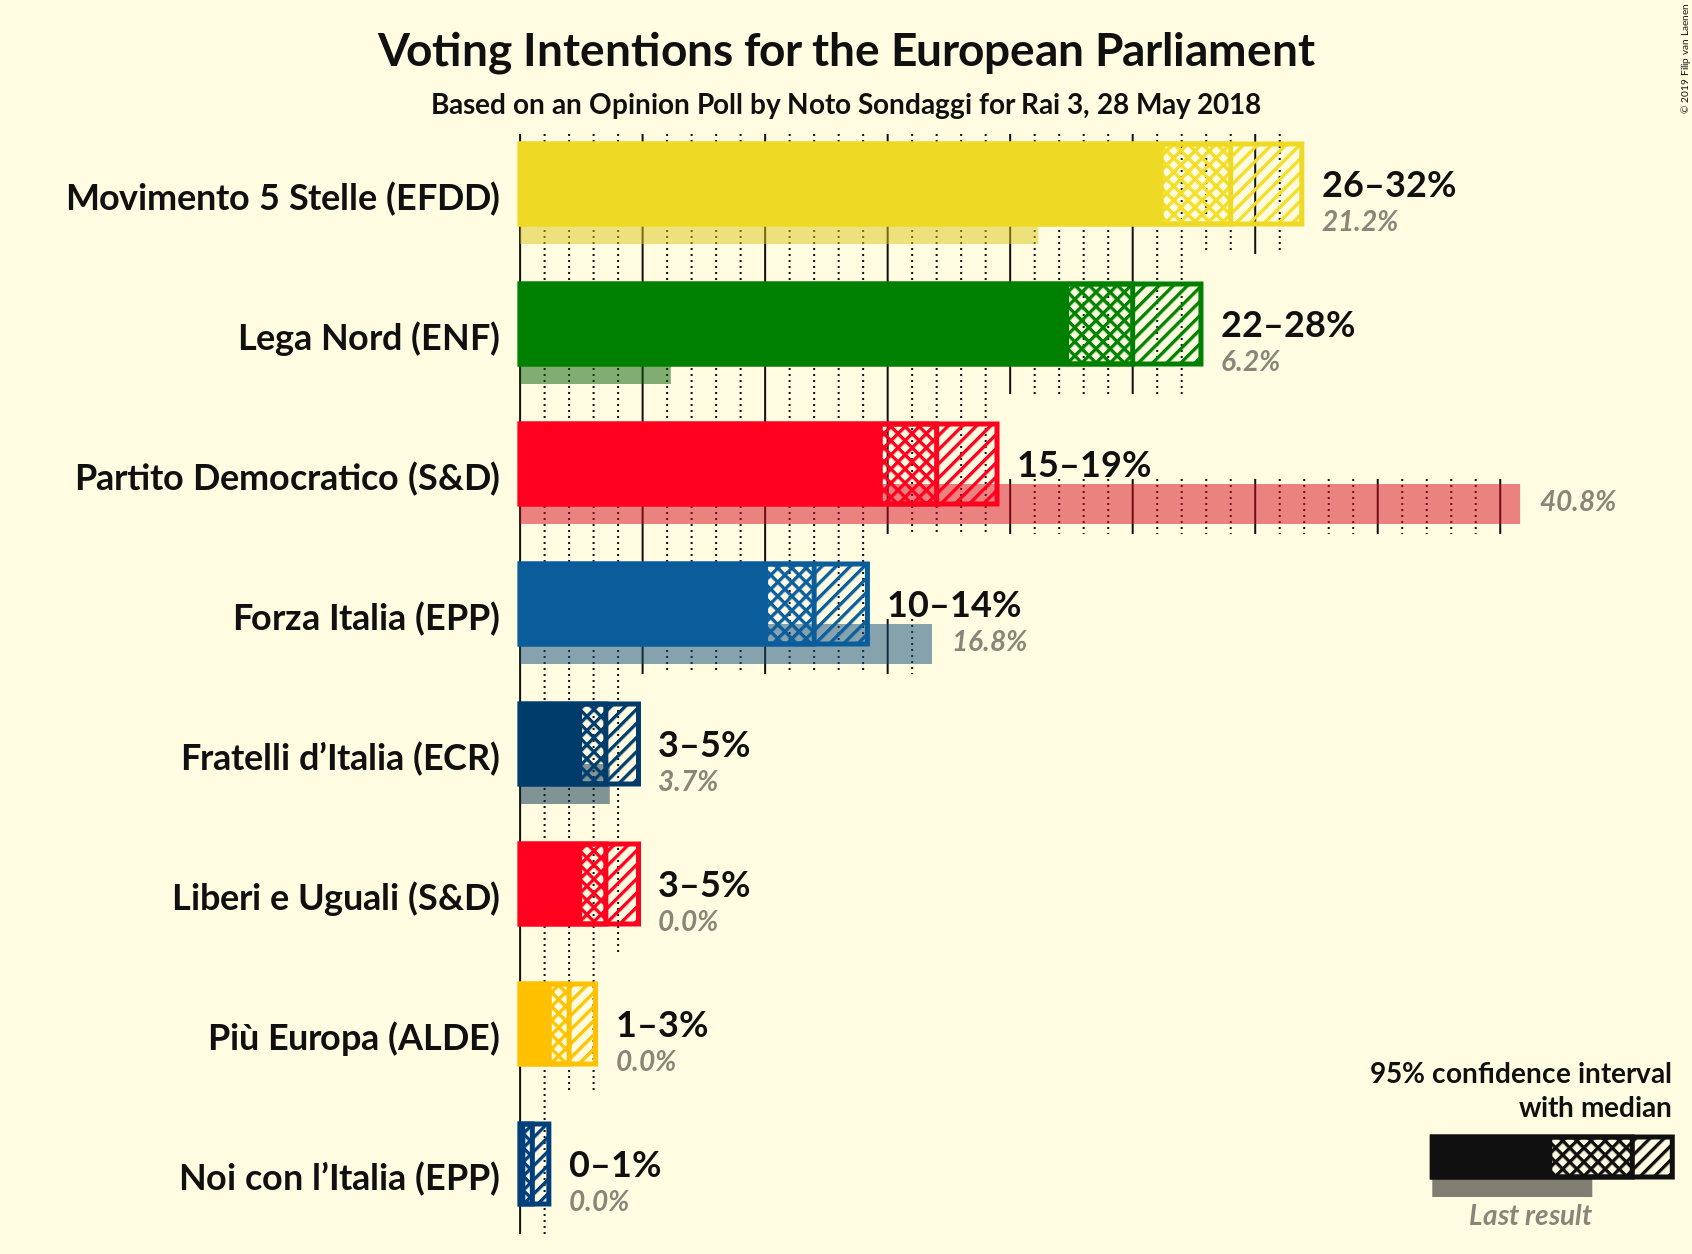 Voting Intentions for the European Parliament
Based on an Opinion Poll by Noto Sondaggi for Rai 3, 28 May 2018
© 2019 Filip van Laenen
Movimento 5 Stelle (EFDD)
26–32%
21.2%
Lega Nord (ENF)
22–28%
6.2%
Partito Democratico (S&D)
15–19%
40.8%
Forza Italia (EPP)
10–14%
16.8%
Fratelli d’Italia (ECR)
3–5%
3.7%
Liberi e Uguali (S&D)
3–5%
0.0%
Più Europa (ALDE)
1–3%
0.0%
Noi con l’Italia (EPP)
0–1%
0.0%
95% confidence interval
with median
Last result